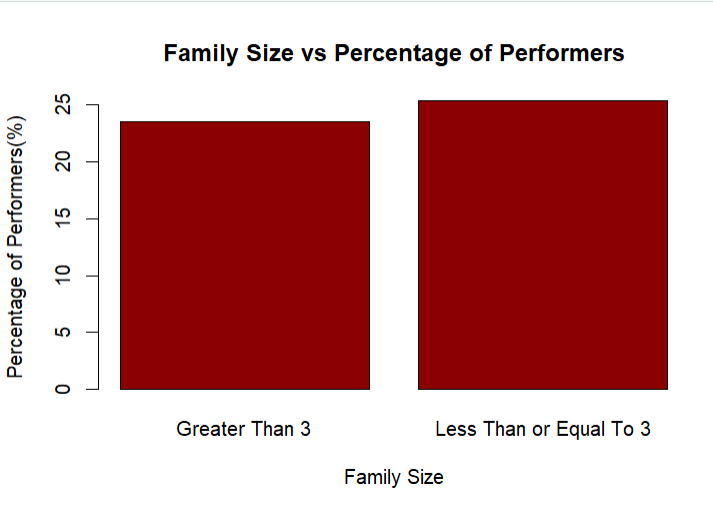 Family Size vs Percentage of Performers
Percentage of Performers(%)
25
20
15
10
5
0
Greater Than 3
Less Than or Equal To 3
Family Size